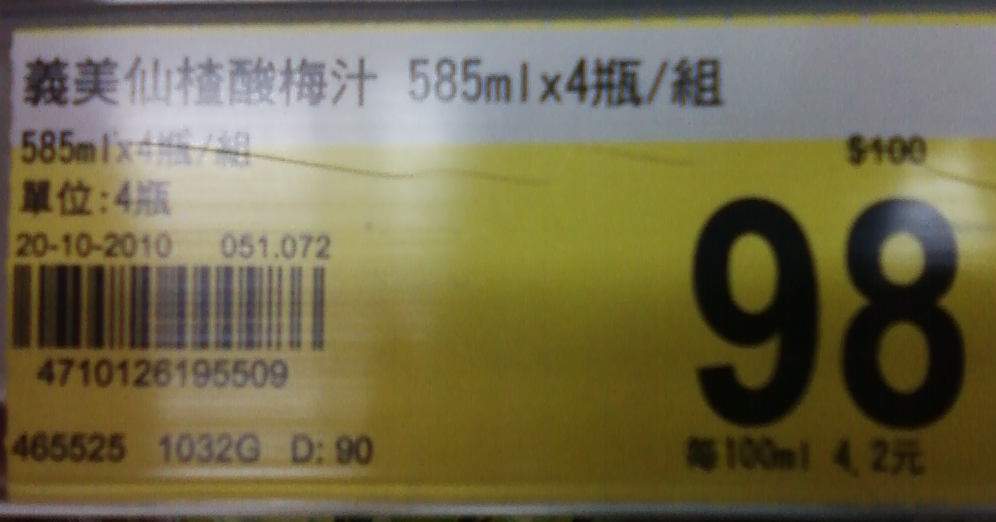 義美仙楂酸梅汁 585mlx4瓶/組
585mlx4瓶/組
$100
單位:4瓶
98
20-10-2010 051.072
4710126195509
465525 1032G D: 90
每100ml 4.2元